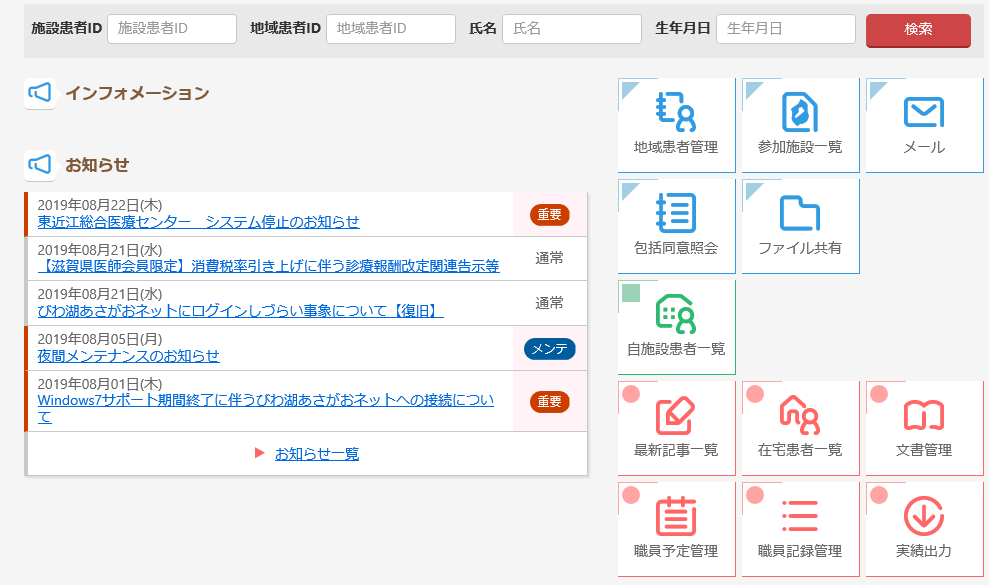 施設患者ID 施設患者ID 地域患者ID 地域患者ID 氏名 氏名 生年月日 生年月日 検索
インフォメーション
お知らせ
2019年08月22日(木)
東近江総合医療センター　システム停止のお知らせ
重要
2019年08月21日(水)
【滋賀県医師会員限定】消費税率引き上げに伴う診療報酬改定関連告示等
通常
2019年08月21日(水)
びわ湖あさがおネットにログインしづらい事象について【復旧】
通常
2019年08月05日(月)
夜間メンテナンスのお知らせ
メンテ
2019年08月01日(木)
Windows7サポート期間終了に伴うびわ湖あさがおネットへの接続につい
て
重要
お知らせ一覧
地域患者管理 参加施設一覧 メール
包括同意照会 ファイル共有
自施設患者一覧
最新記事一覧 在宅患者一覧 文書管理
職員予定管理 職員記録管理 実績出力